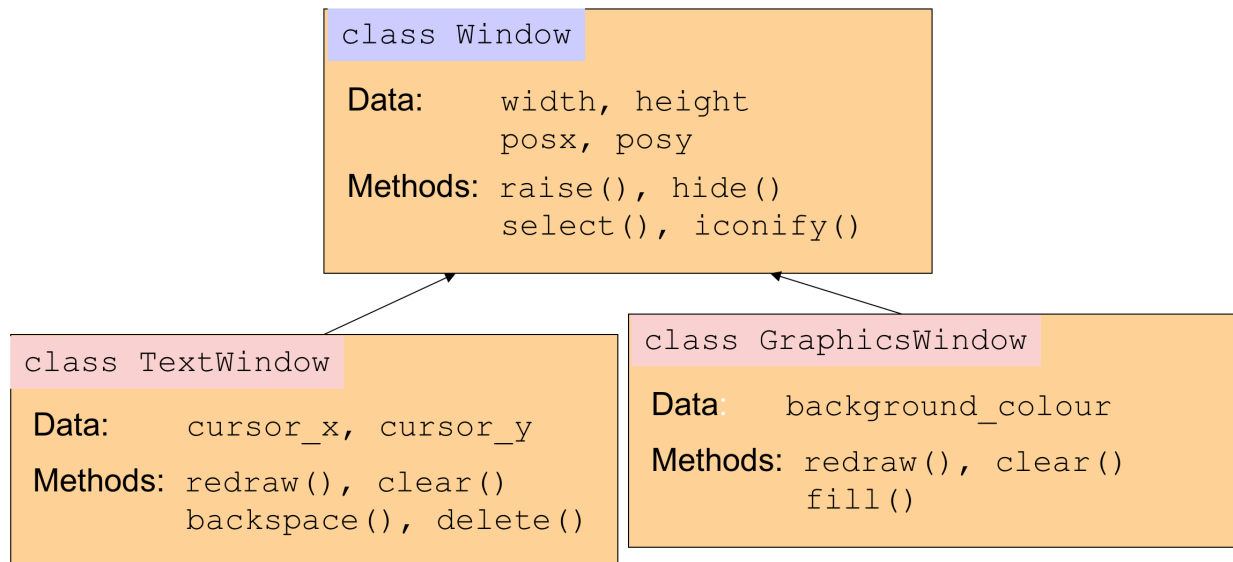 class Window
Data: width, height
posx, posy
Methods: raise(), hide()
select(), iconify()
class TextWindow
Data: cursor_x, cursor_y
Methods: redraw(), clear()
backspace(), delete()
class GraphicsWindow
Data: background_colour
Methods: redraw(), clear()
fill()